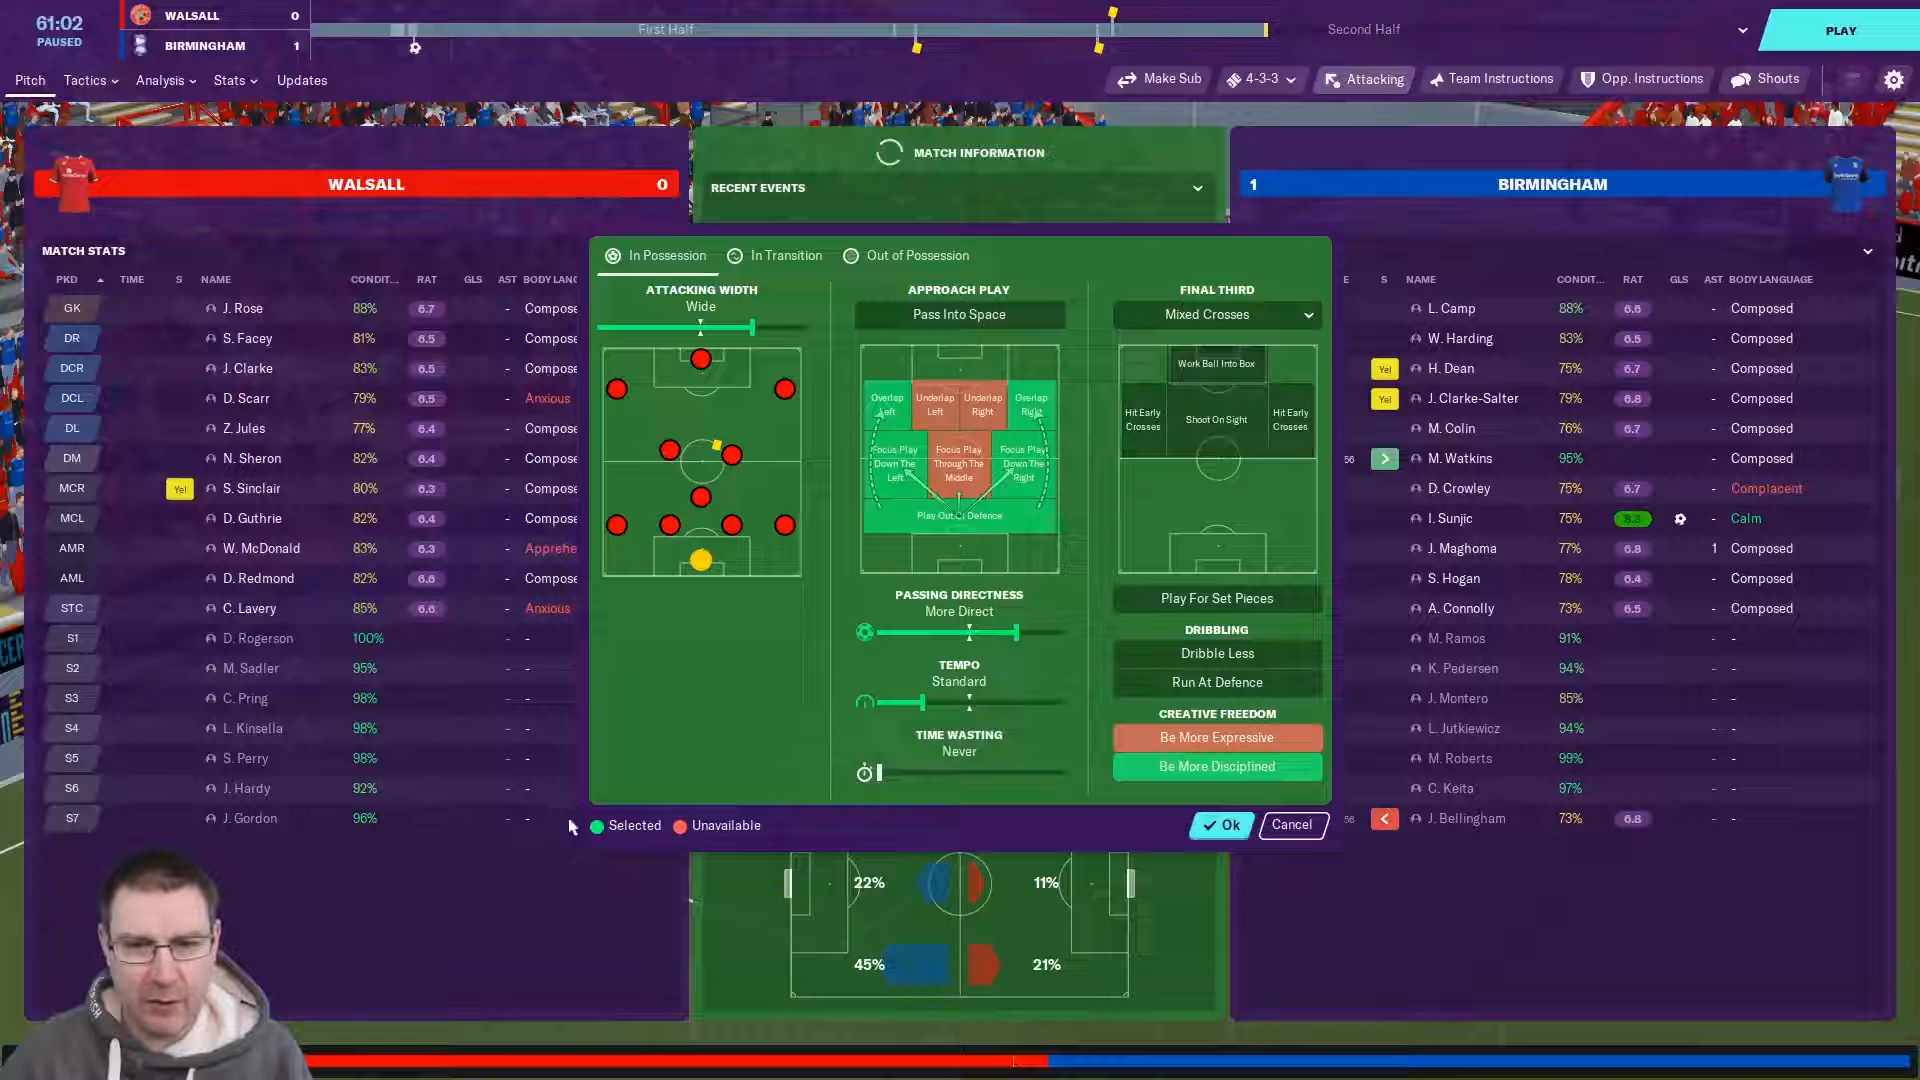 61:02
PAUSED
WALSALL 0
BIRMINGHAM 1
First Half
Second Half
PLAY
Pitch Tactics Analysis Stats Updates
Make Sub 4-3-3 Attacking Team Instructions Opp. Instructions Shouts
WALSALL 0
MATCH INFORMATION
RECENT EVENTS
1 BIRMINGHAM
MATCH STATS
PKD TIME S NAME CONDIT... RAT GLS AST BODY LANG
GK J. Rose 88% 6.7 - Compose
DR S. Facey 81% 6.5 - Compose
DCR J. Clarke 83% 6.5 - Compose
DCL D. Scarr 79% 6.5 - Anxious
DL Z. Jules 77% 6.4 - Compose
DM N. Sheron 82% 6.4 - Compose
MCR Yel S. Sinclair 80% 6.3 - Compose
MCL D. Guthrie 82% 6.4 - Compose
AMR W. McDonald 83% 6.3 - Apprehe
AML D. Redmond 82% 6.6 - Compose
STC C. Lavery 85% 6.6 - Anxious
S1 D. Rogerson 100% - -
S2 M. Sadler 95% - -
S3 C. Pring 98% - -
S4 L. Kinsella 98% - -
S5 S. Perry 98% - -
S6 J. Hardy 92% - -
S7 J. Gordon 96% - -
In Possession In Transition Out of Possession
ATTACKING WIDTH
Wide
APPROACH PLAY
Pass Into Space
Overlap Left
Underlap Left
Underlap Right
Overlap Right
Focus Play Down The Left
Focus Play Through The Middle
Focus Play Down The Right
Play Out Of Defence
PASSING DIRECTNESS
More Direct
TEMPO
Standard
TIME WASTING
Never
FINAL THIRD
Mixed Crosses
Work Ball Into Box
Hit Early Crosses
Shoot On Sight
Hit Early Crosses
Play For Set Pieces
DRIBBLING
Dribble Less
Run At Defence
CREATIVE FREEDOM
Be More Expressive
Be More Disciplined
Selected Unavailable
Ok Cancel
E S NAME CONDIT... RAT GLS AST BODY LANGUAGE
L. Camp 88% 6.6 - Composed
W. Harding 83% 6.5 - Composed
Yel H. Dean 75% 6.7 - Composed
Yel J. Clarke-Salter 79% 6.8 - Composed
M. Colin 76% 6.7 - Composed
56 M. Watkins 95% - Composed
D. Crowley 75% 6.7 - Complacent
I. Sunjic 75% 8.3 - Calm
J. Maghoma 77% 6.8 1 Composed
S. Hogan 78% 6.4 - Composed
A. Connolly 73% 6.5 - Composed
M. Ramos 91% - -
K. Pedersen 94% - -
J. Montero 85% - -
L. Jutkiewicz 94% - -
M. Roberts 99% - -
C. Keita 97% - -
56 J. Bellingham 73% 6.8 - -
22% 11%
45% 21%